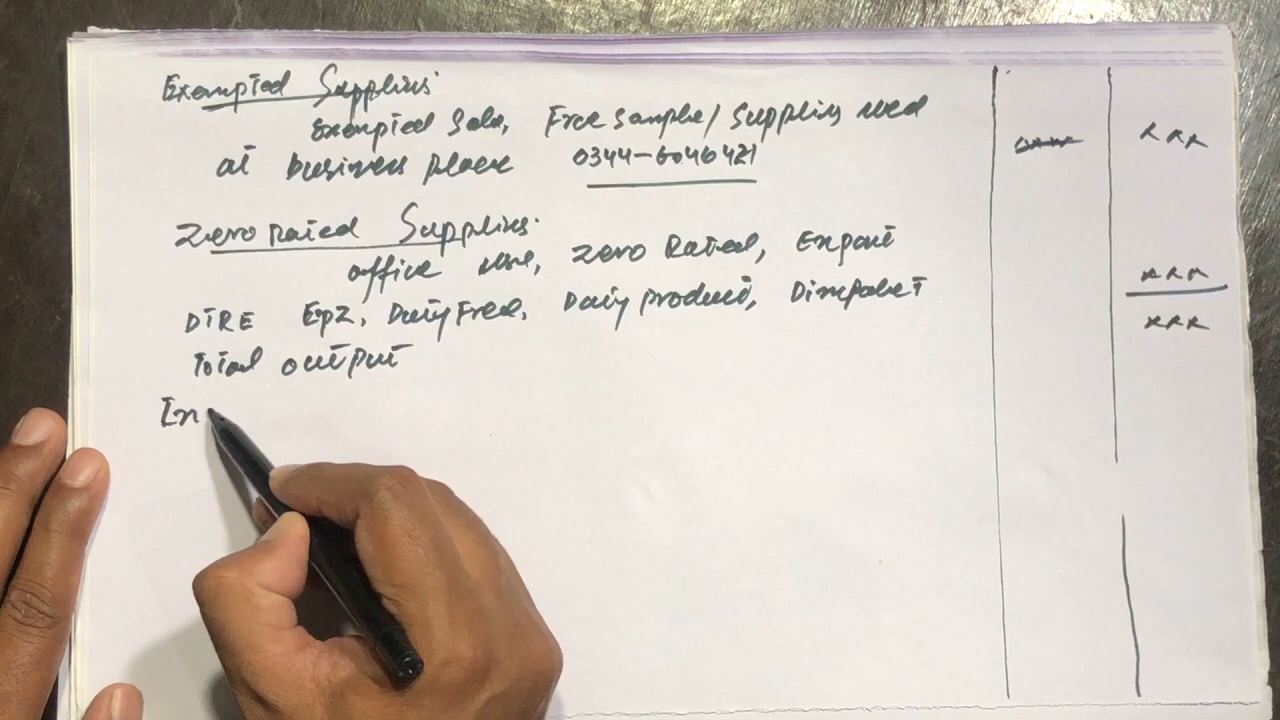 Exempted Supplies
Exempted Sale, Free sample/ Supplies used xxx
at business place 0344-6046421
Zero Rated Supplies
office use, Zero Rated, Export xxx
DTRE EPZ, Duty Free, Dairy product, xxx
Total output
In